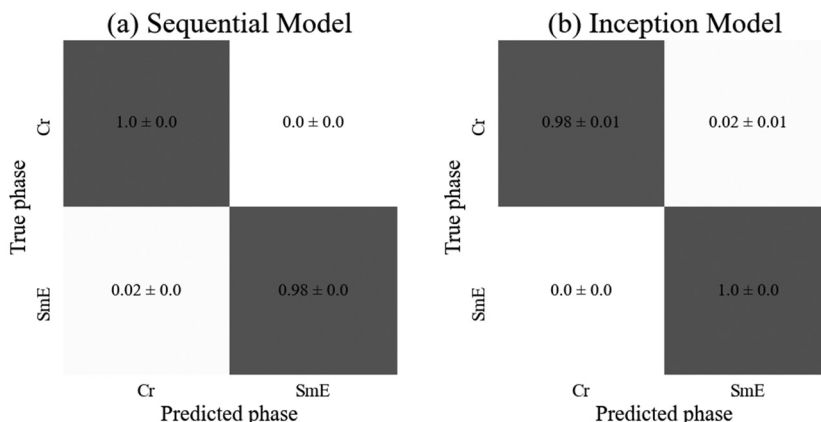 (a) Sequential Model
True phase
Cr
1.0 ± 0.0
0.0 ± 0.0
SmE
0.02 ± 0.0
0.98 ± 0.0
Cr
SmE
Predicted phase
(b) Inception Model
True phase
Cr
0.98 ± 0.01
0.02 ± 0.01
SmE
0.0 ± 0.0
1.0 ± 0.0
Cr
SmE
Predicted phase